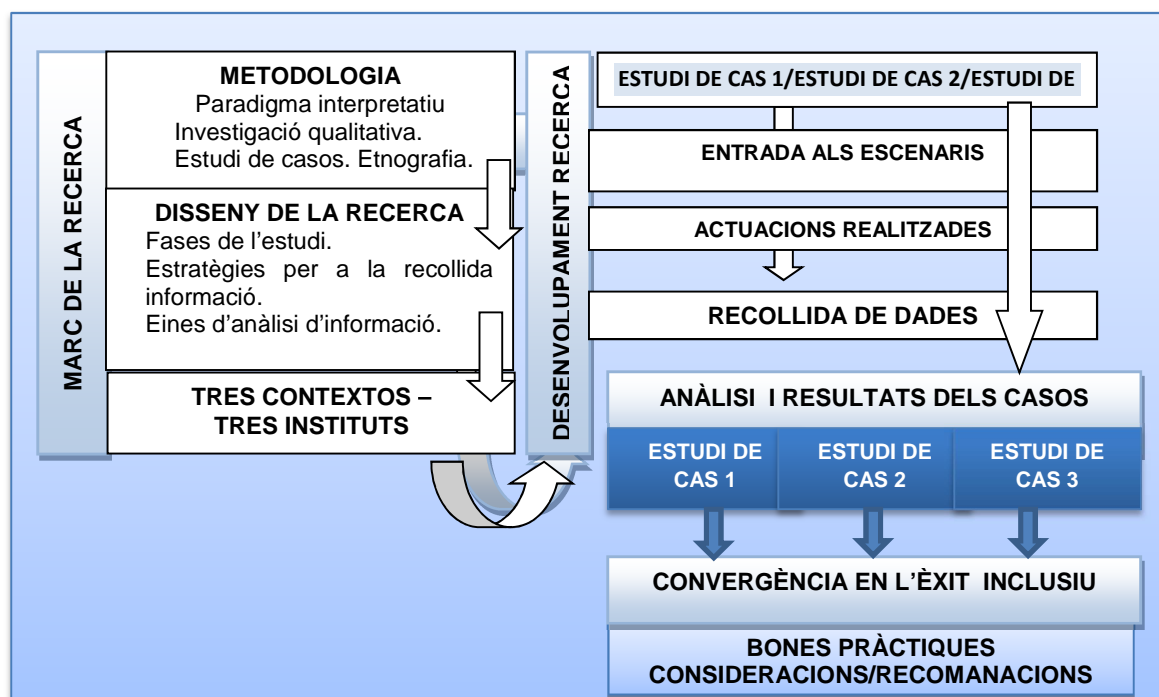 MARC DE LA RECERCA
METODOLOGIA
Paradigma interpretatiu
Investigació qualitativa.
Estudi de casos. Etnografia.
DISSENY DE LA RECERCA
Fases de l’estudi.
Estratègies per a la recollida
informació.
Eines d’anàlisi d’informació.
TRES CONTEXTOS –
TRES INSTITUTS
DESENVOLUPAMENT RECERCA
ESTUDI DE CAS 1/ESTUDI DE CAS 2/ESTUDI DE
ENTRADA ALS ESCENARIS
ACTUACIONS REALITZADES
RECOLLIDA DE DADES
ANÀLISI I RESULTATS DELS CASOS
ESTUDI DE
CAS 1
ESTUDI DE
CAS 2
ESTUDI DE
CAS 3
CONVERGÈNCIA EN L’ÈXIT INCLUSIU
BONES PRÀCTIQUES
CONSIDERACIONS/RECOMANACIONS